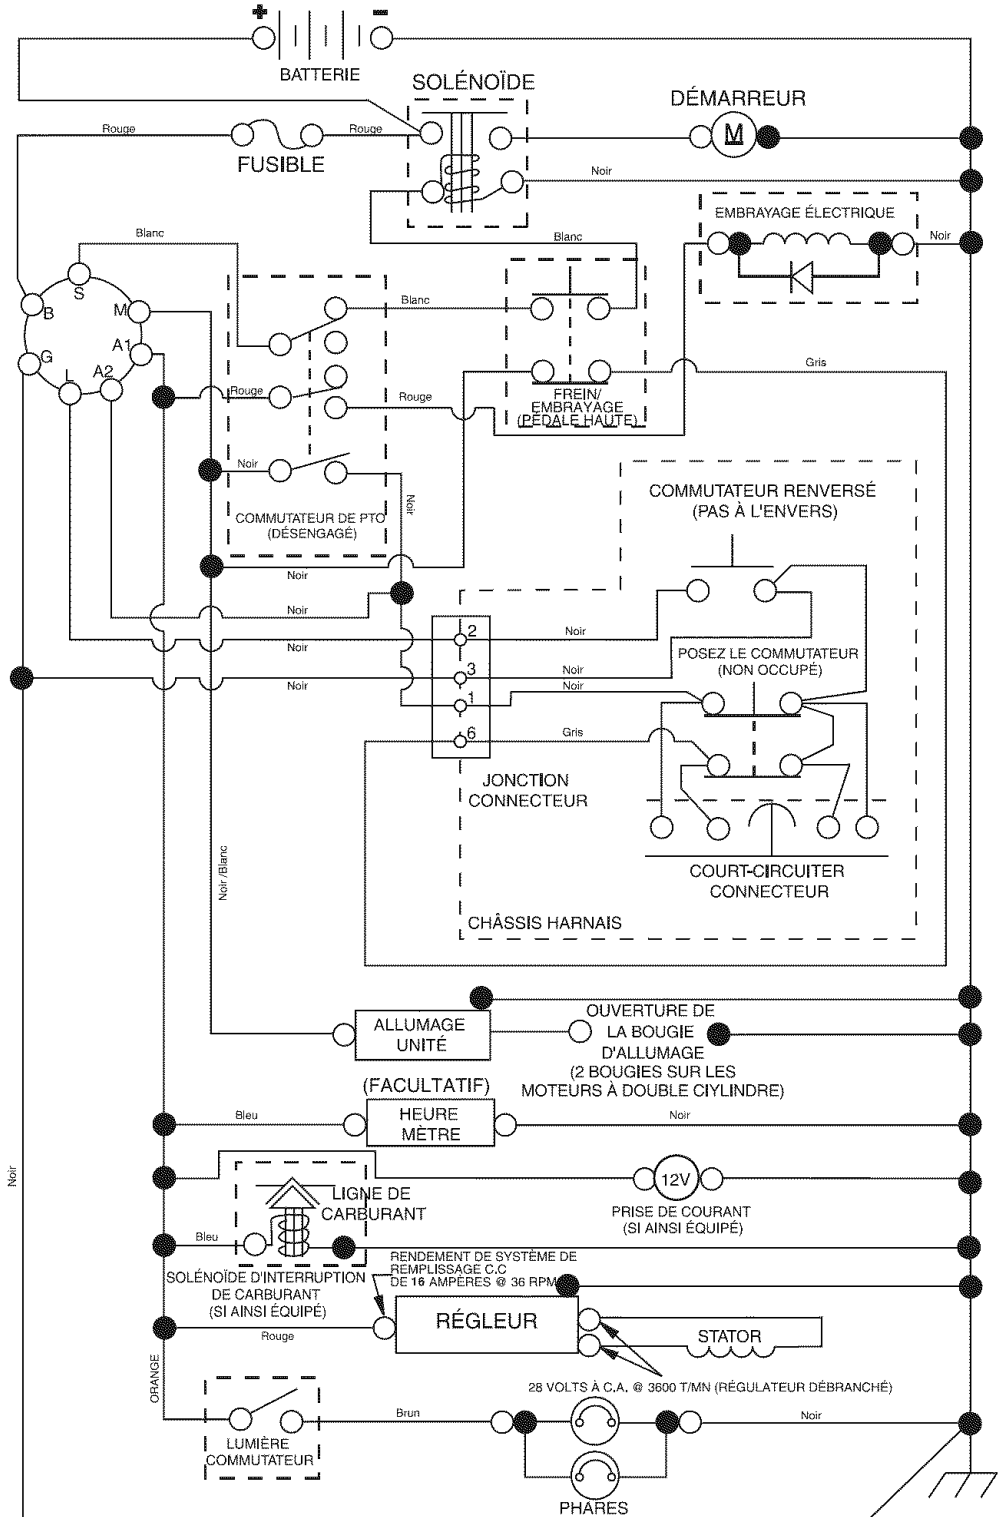 + -
BATTERIE
SOLÉNOÏDE
DÉMARREUR
M
Rouge
Rouge
FUSIBLE
Noir
EMBRAYAGE ÉLECTRIQUE
Noir
Blanc
Blanc
S
B
M
G
A1
L
A2
Blanc
Rouge
Rouge
Gris
FREIN/
EMBRAYAGE
(PÉDALE HAUTE)
Noir
Noir
COMMUTATEUR DE PTO
(DÉSENGAGÉ)
COMMUTATEUR RENVERSÉ
(PAS À L'ENVERS)
Noir
Noir
Noir
2
Noir
POSEZ LE COMMUTATEUR
(NON OCCUPÉ)
3
Noir
Noir
Noir
1
6
Gris
JONCTION
CONNECTEUR
COURT-CIRCUITER
CONNECTEUR
Noir/Blanc
CHÂSSIS HARNAIS
ALLUMAGE
UNITÉ
OUVERTURE DE
LA BOUGIE
D'ALLUMAGE
(2 BOUGIES SUR LES
MOTEURS À DOUBLE CIYLINDRE)
(FACULTATIF)
HEURE
MÈTRE
Bleu
Noir
Noir
12V
PRISE DE COURANT
(SI AINSI ÉQUIPÉ)
LIGNE DE
CARBURANT
Bleu
SOLÉNOÏDE D'INTERRUPTION
DE CARBURANT
(SI AINSI ÉQUIPÉ)
RENDEMENT DE SYSTÈME DE
REMPLISSAGE C.C
DE 16 AMPÈRES @ 36 RPM
RÉGLEUR
Rouge
STATOR
28 VOLTS À C.A. @ 3600 T/MN (RÉGULATEUR DÉBRANCHÉ)
ORANGE
Brun
Noir
LUMIÈRE
COMMUTATEUR
PHARES